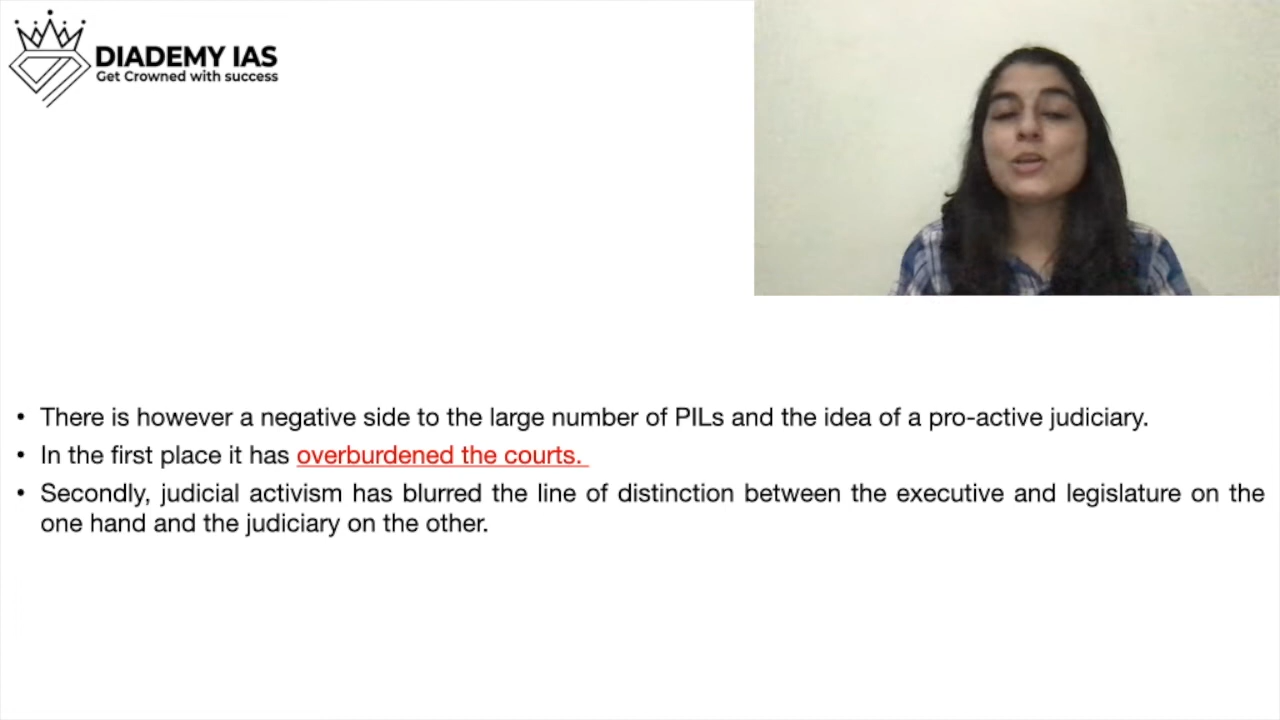 DIADEMY IAS
Get Crowned with success
• There is however a negative side to the large number of PILs and the idea of a pro-active judiciary.
• In the first place it has overburdened the courts.
• Secondly, judicial activism has blurred the line of distinction between the executive and legislature on the
one hand and the judiciary on the other.